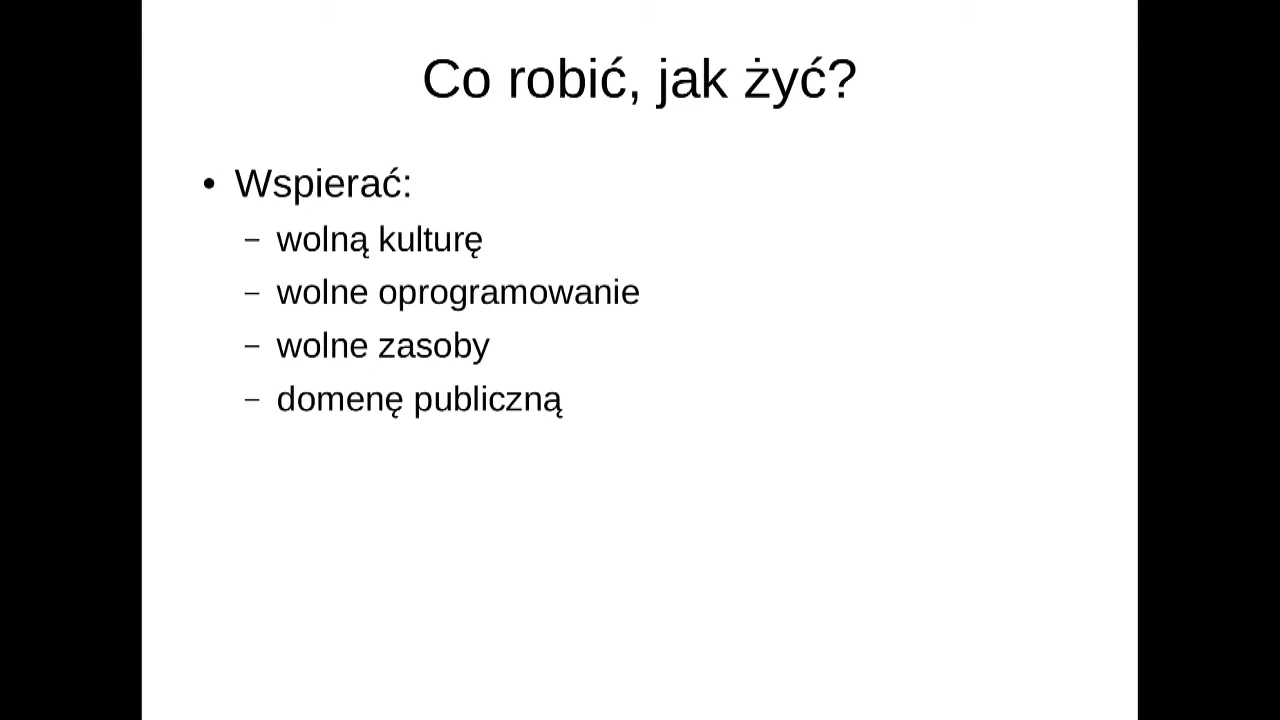 Co robić, jak żyć?
• Wspierać:
– wolną kulturę
– wolne oprogramowanie
– wolne zasoby
– domenę publiczną